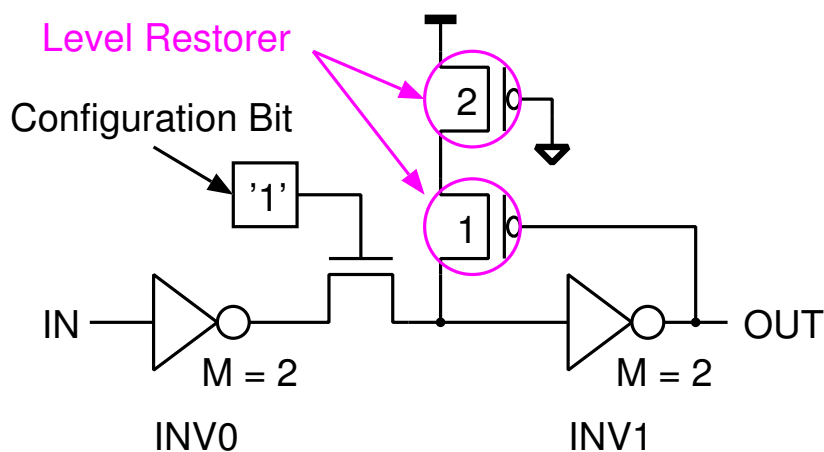 Level Restorer
2
Configuration Bit
'1'
1
IN
OUT
M = 2
M = 2
INV0
INV1